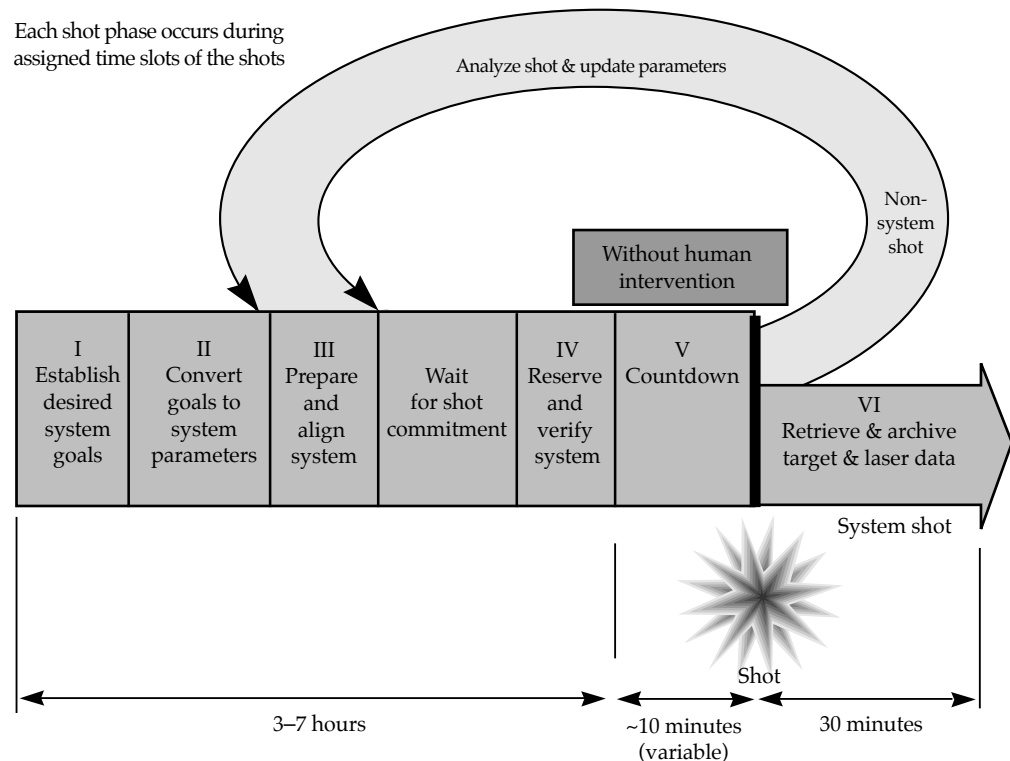 Each shot phase occurs during
assigned time slots of the shots
Analyze shot & update parameters
Non-
system
shot
Without human
intervention
I
Establish
desired
system
goals
II
Convert
goals to
system
parameters
III
Prepare
and
align
system
Wait
for shot
commitment
IV
Reserve
and
verify
system
V
Countdown
VI
Retrieve & archive
target & laser data
System shot
Shot
3–7 hours
~10 minutes
(variable)
30 minutes